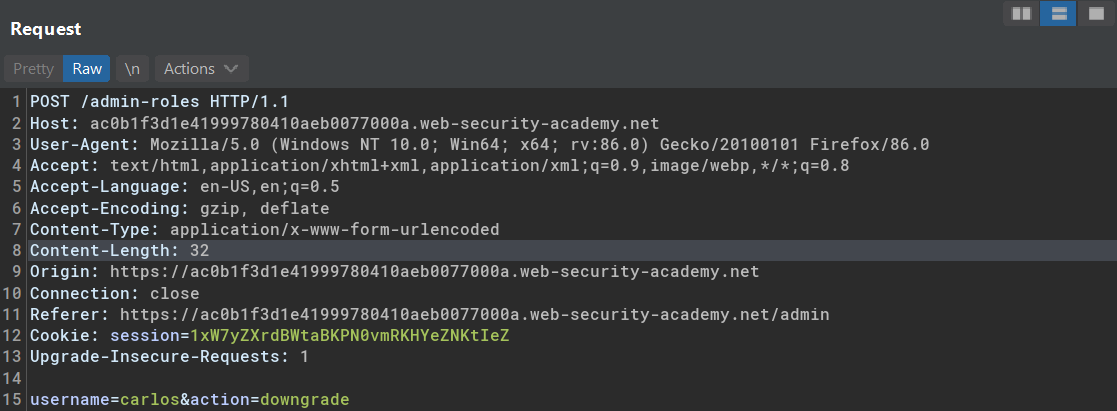 Request
Pretty Raw \n Actions
1 POST /admin-roles HTTP/1.1
2 Host: ac0b1f3d1e41999780410aeb0077000a.web-security-academy.net
3 User-Agent: Mozilla/5.0 (Windows NT 10.0; Win64; x64; rv:86.0) Gecko/20100101 Firefox/86.0
4 Accept: text/html,application/xhtml+xml,application/xml;q=0.9,image/webp,*/*;q=0.8
5 Accept-Language: en-US,en;q=0.5
6 Accept-Encoding: gzip, deflate
7 Content-Type: application/x-www-form-urlencoded
8 Content-Length: 32
9 Origin: https://ac0b1f3d1e41999780410aeb0077000a.web-security-academy.net
10 Connection: close
11 Referer: https://ac0b1f3d1e41999780410aeb0077000a.web-security-academy.net/admin
12 Cookie: session=1xW7yZXrdBWtaBKPN0vmRKHYeZNKtIeZ
13 Upgrade-Insecure-Requests: 1
14
15 username=carlos&action=downgrade